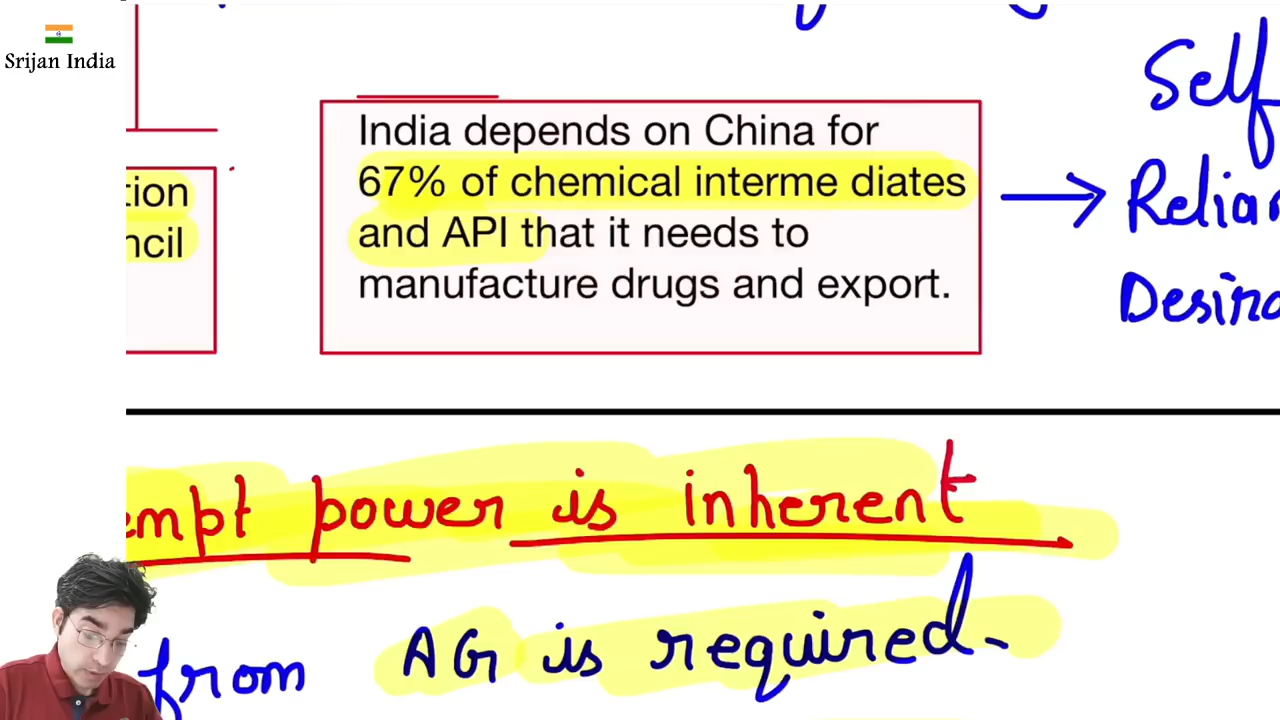 Srijan India
Self
India depends on China for
67% of chemical interme diates
and API that it needs to
manufacture drugs and export.
tion
ncil
Relian
Desira
empt power is inherent
from AG is required.